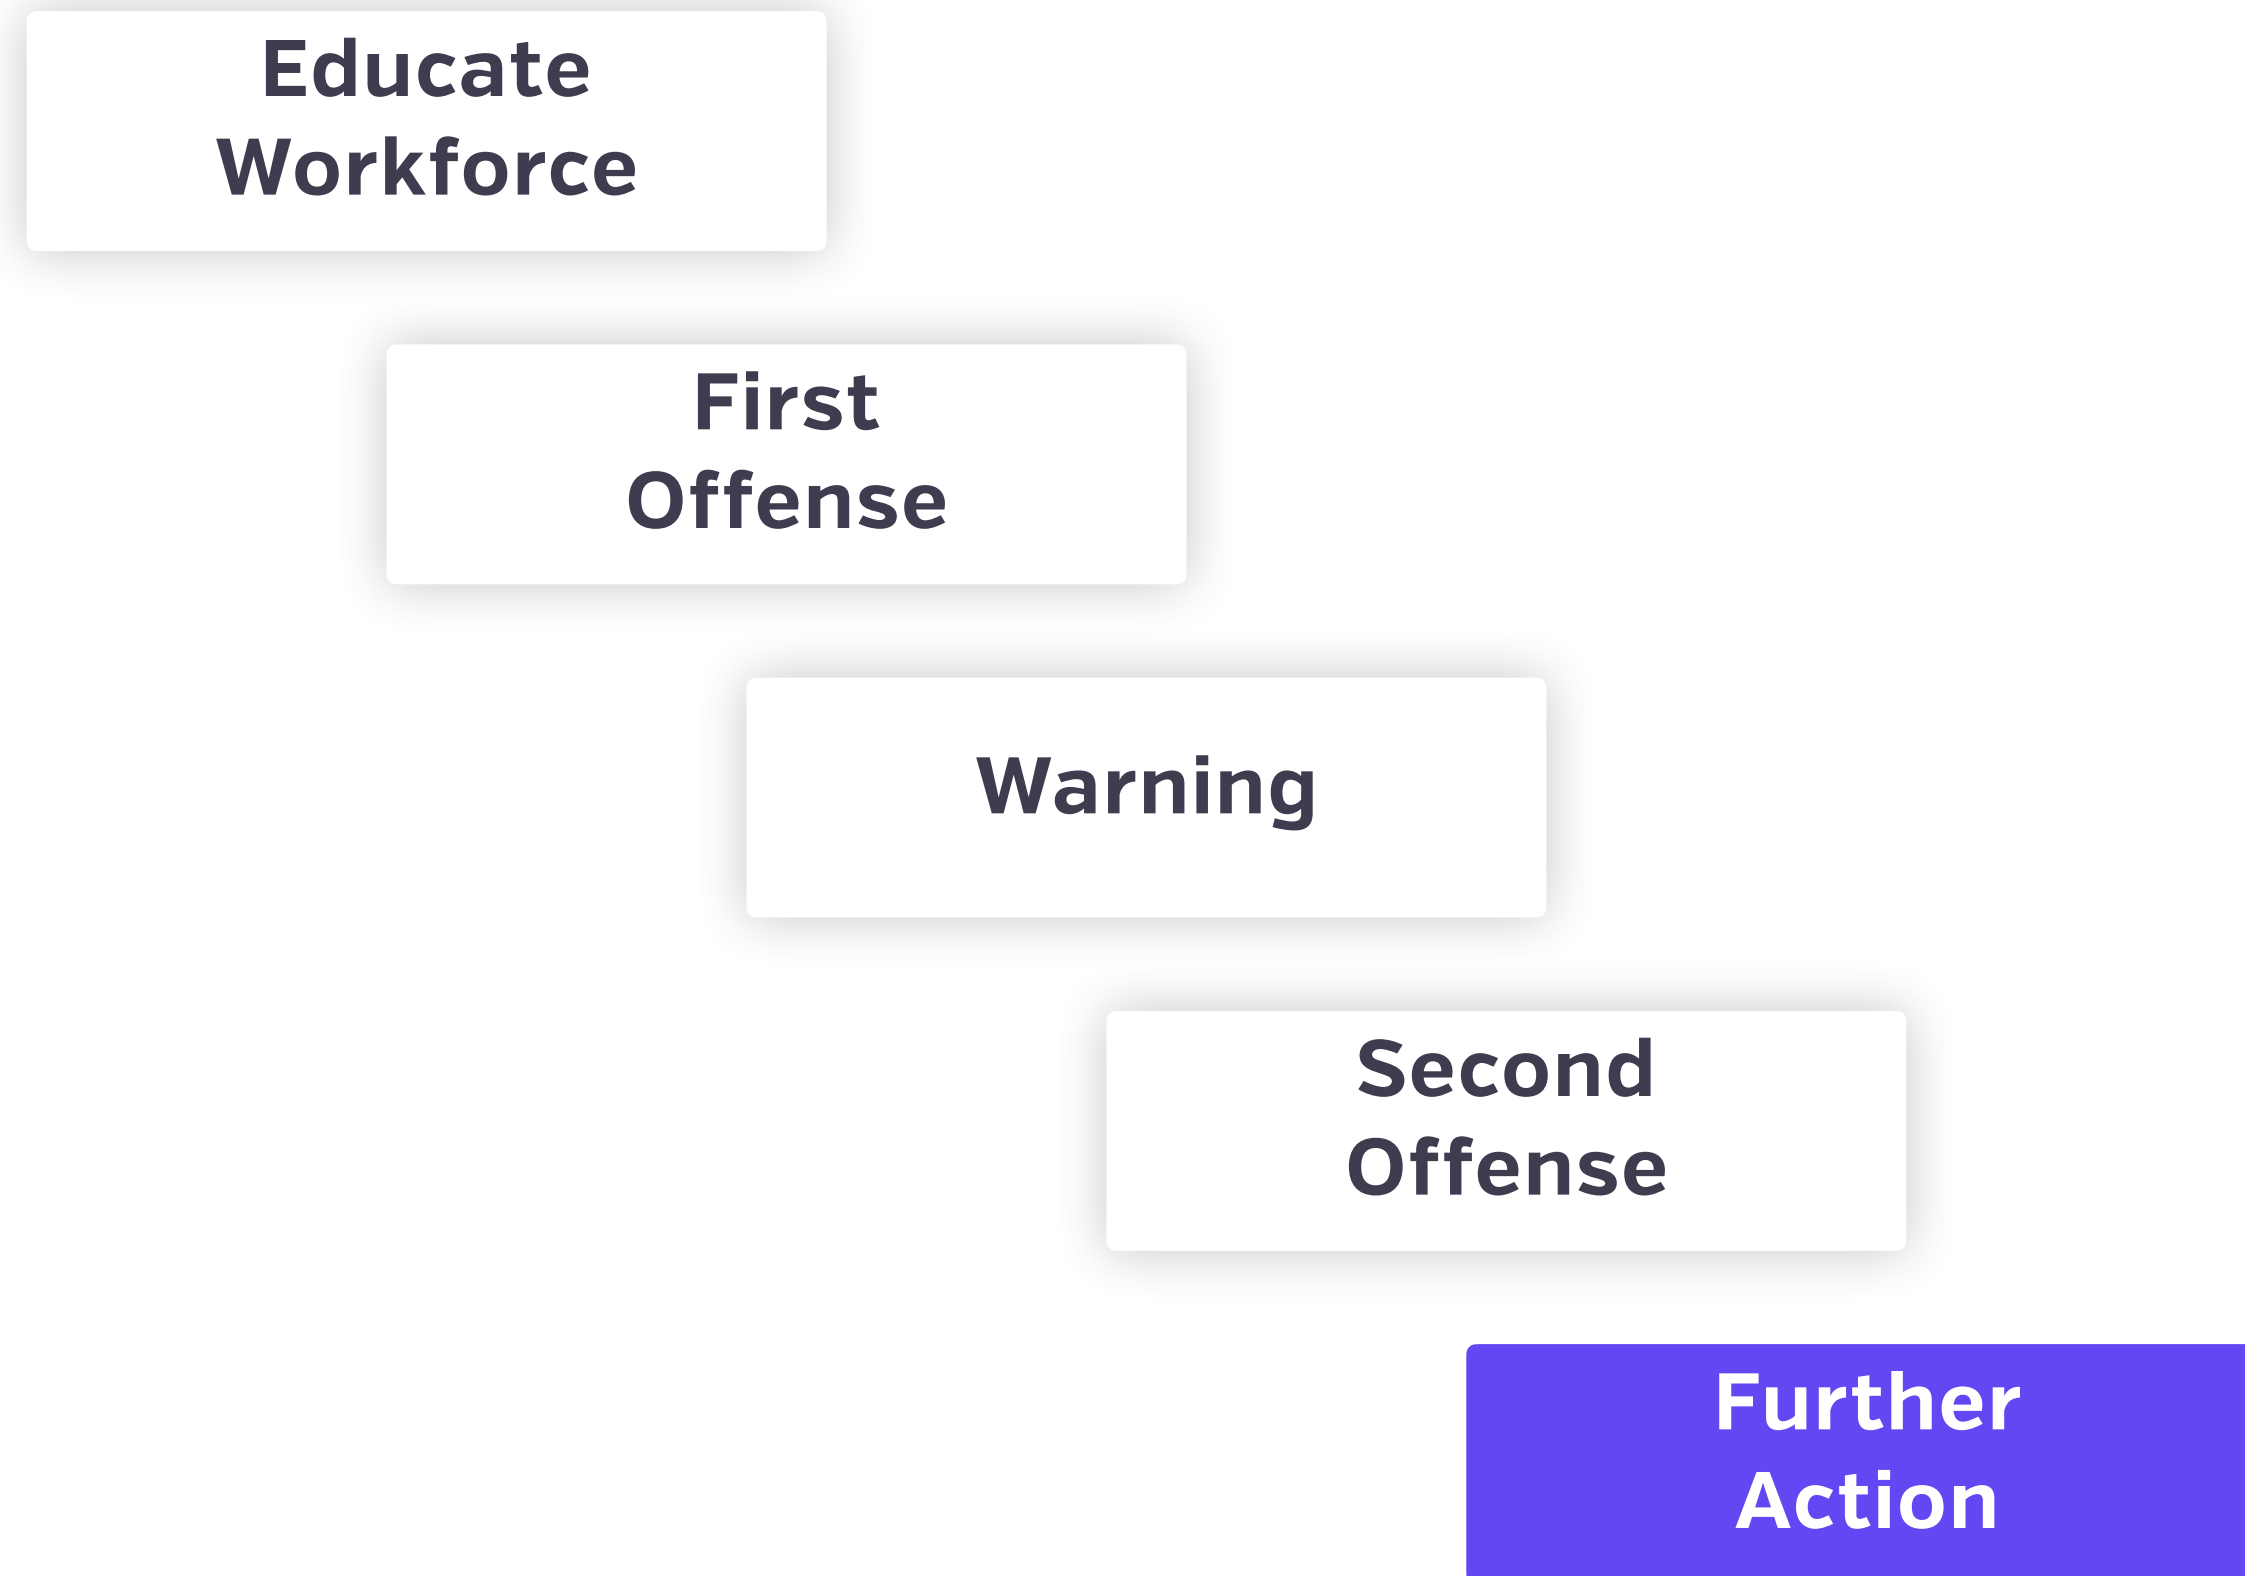 Educate
Workforce
First
Offense
Warning
Second
Offense
Further
Action